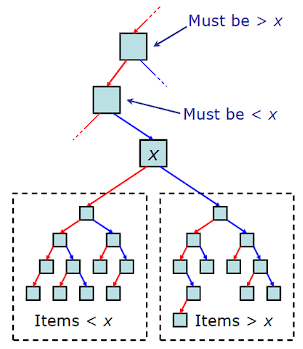 Must be > x
Must be < x
x
Items < x
Items > x